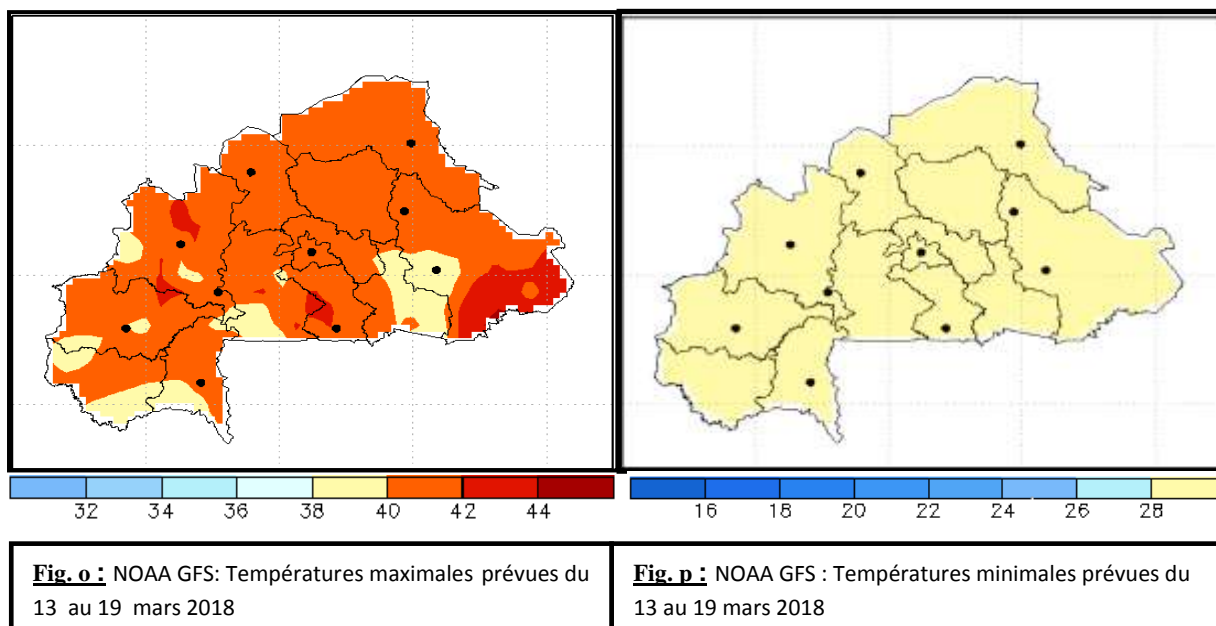 32 34 36 38 40 42 44
16 18 20 22 24 26 28
Fig. o : NOAA GFS: Températures maximales prévues du
13 au 19 mars 2018
Fig. p : NOAA GFS : Températures minimales prévues du
13 au 19 mars 2018